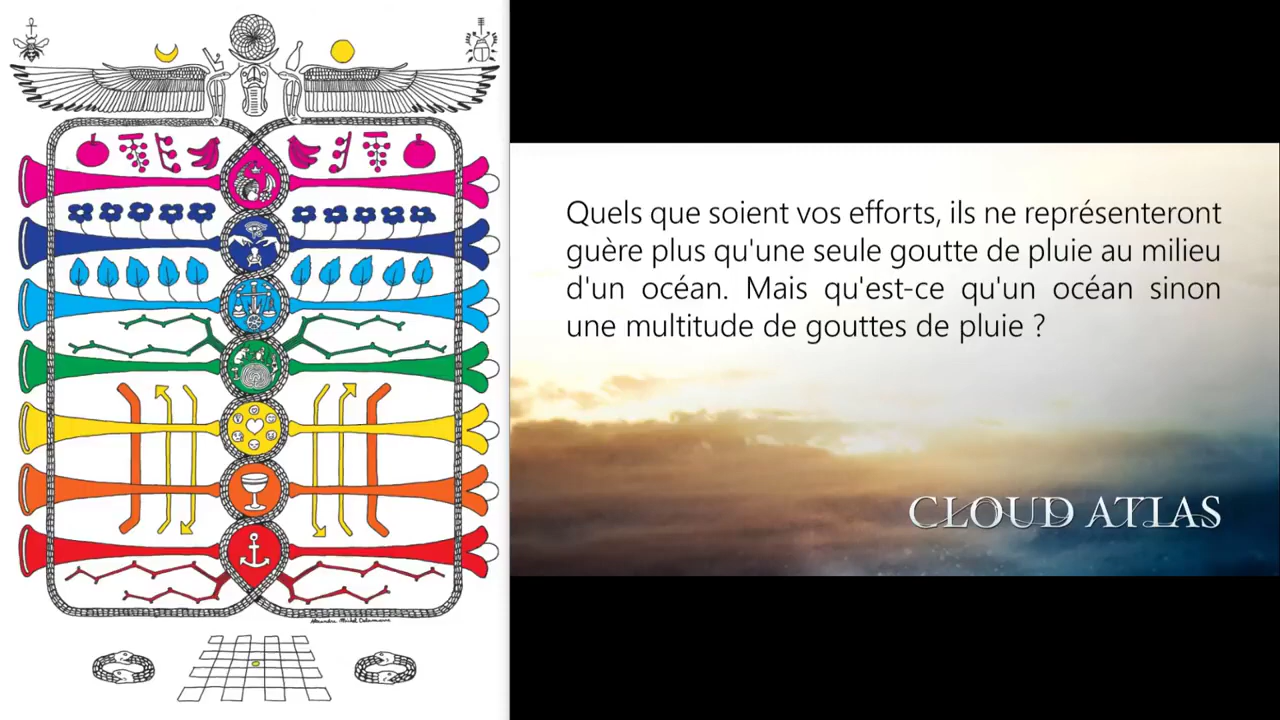 Quels que soient vos efforts, ils ne représenteront
guère plus qu'une seule goutte de pluie au milieu
d'un océan. Mais qu'est-ce qu'un océan sinon
une multitude de gouttes de pluie ?
CLOUD ATLAS